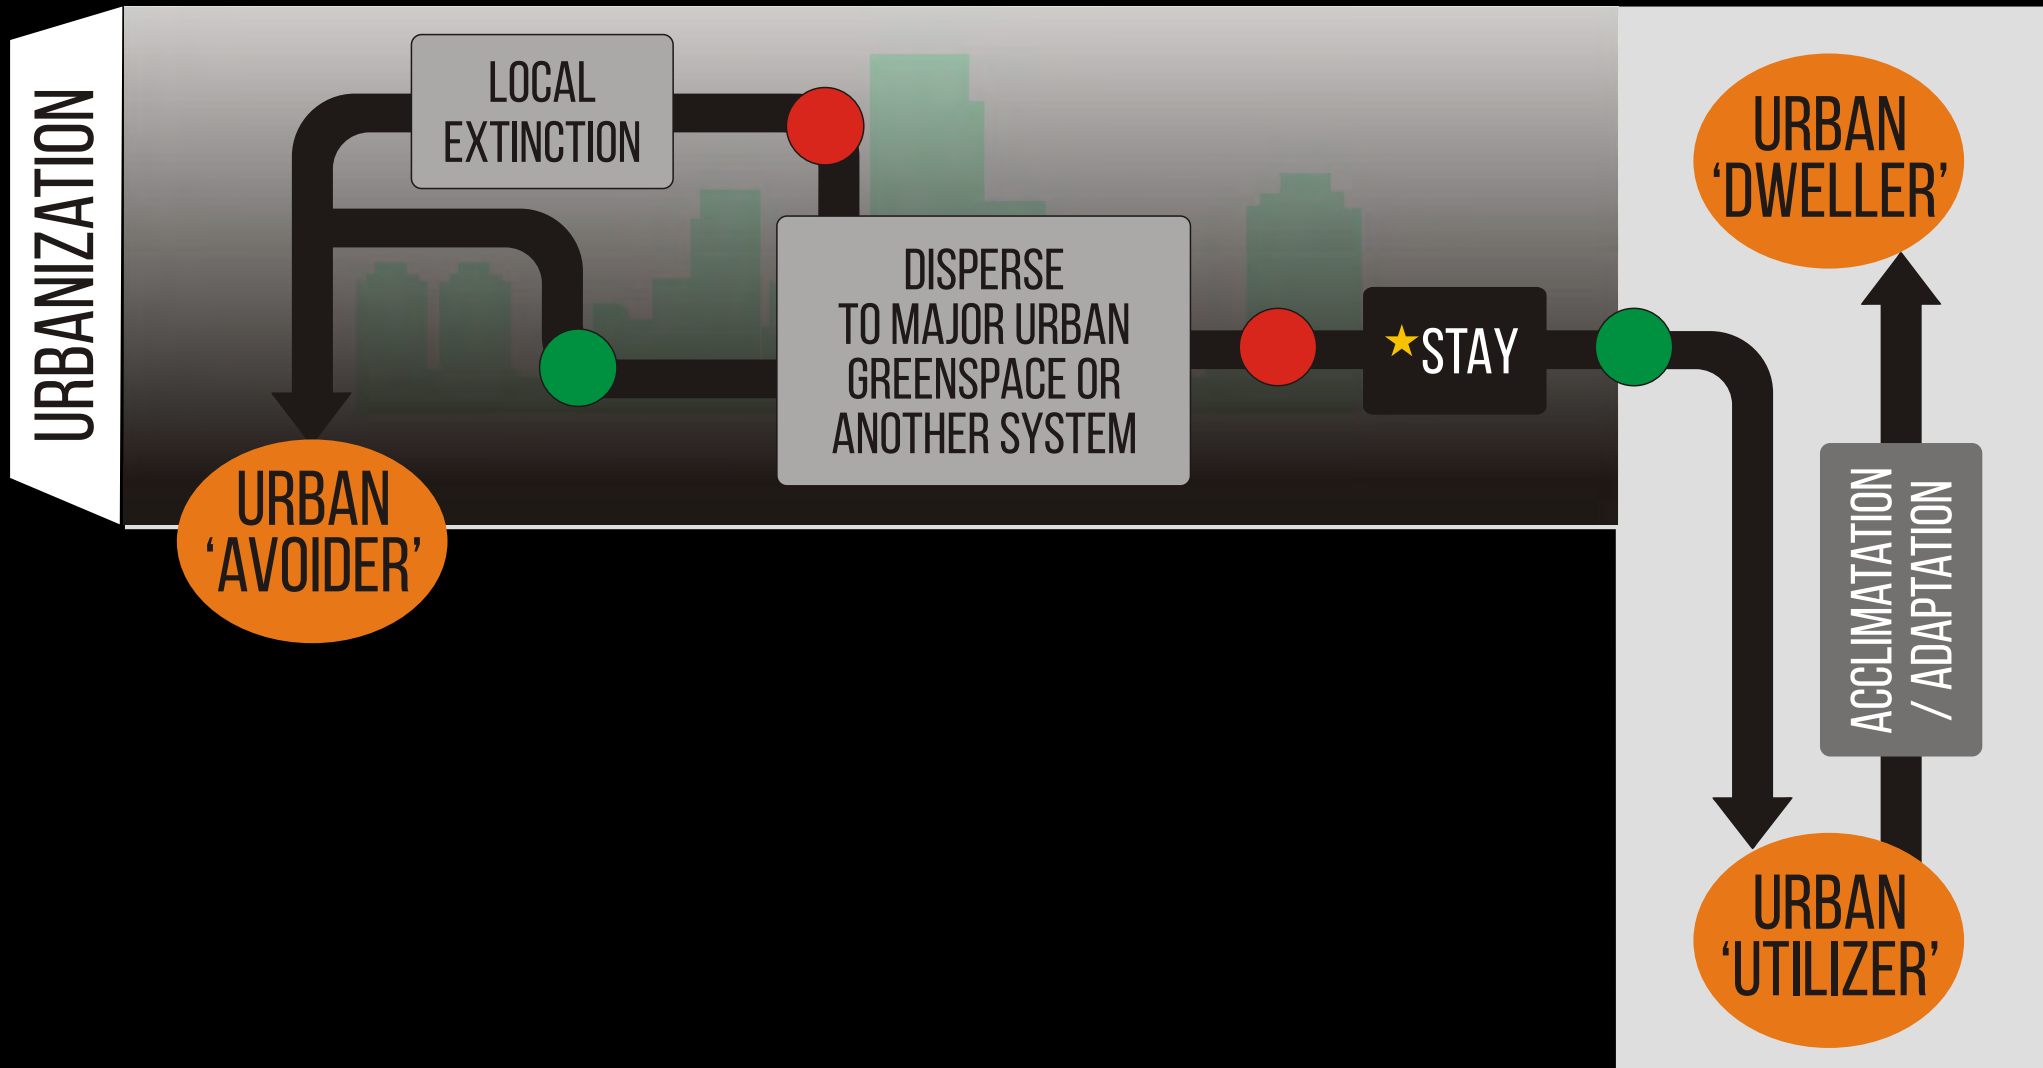 URBANIZATION
LOCAL
EXTINCTION
DISPERSE
TO MAJOR URBAN
GREENSPACE OR
ANOTHER SYSTEM
STAY
URBAN
‘AVOIDER’
URBAN
‘DWELLER’
ACCLIMATATION
/ ADAPTATION
URBAN
‘UTILIZER’